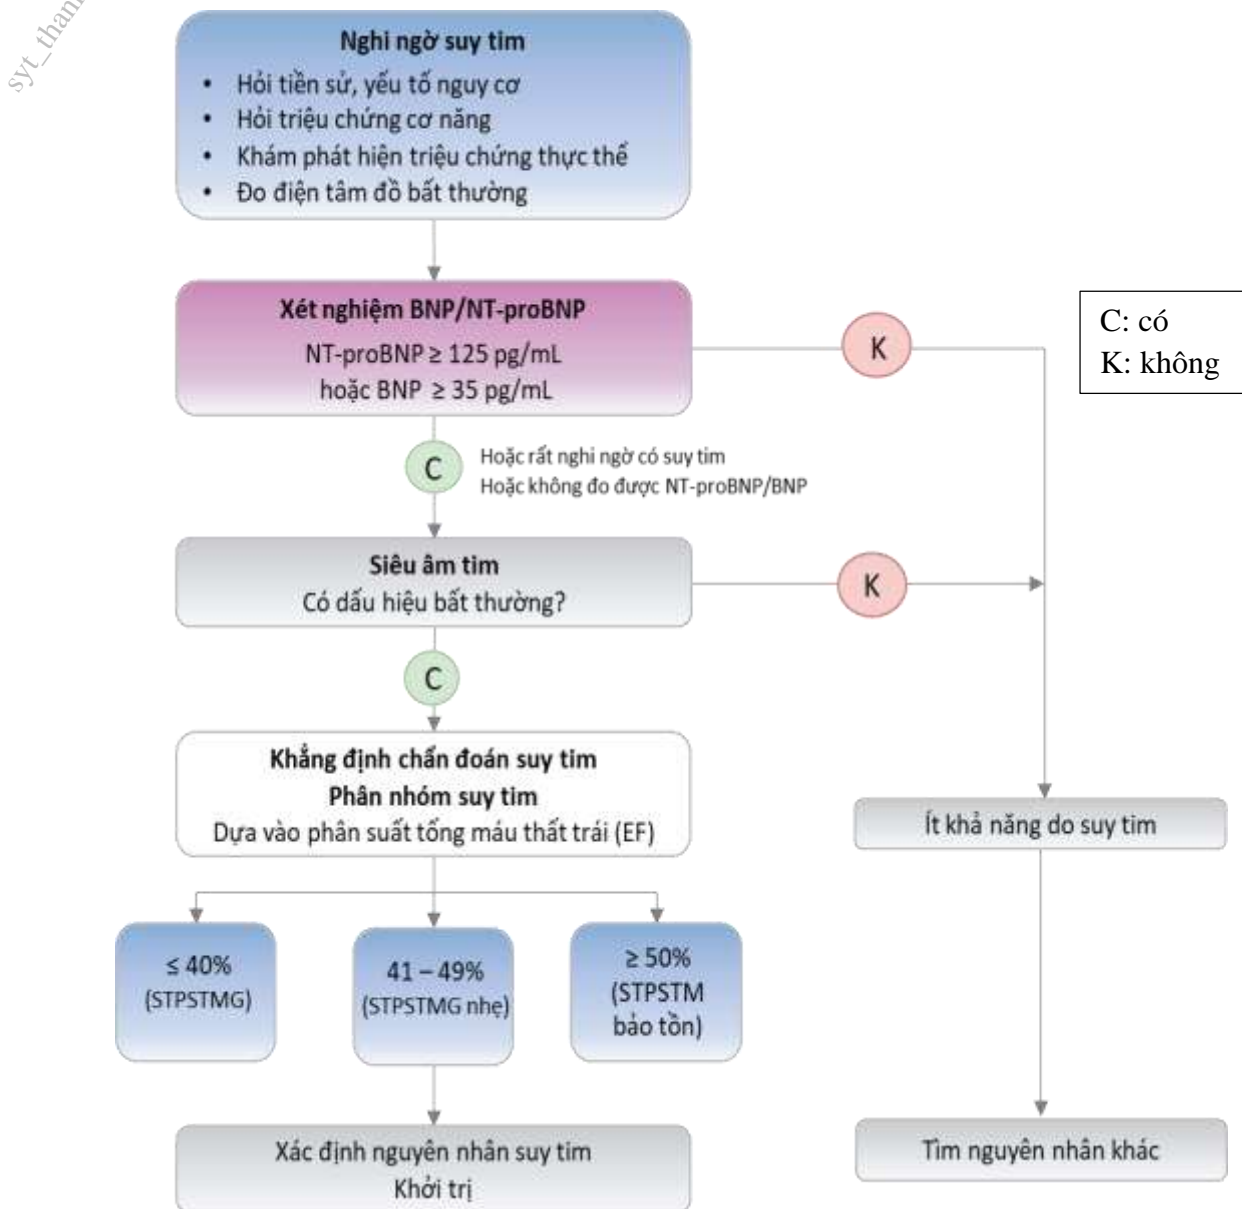 syt_thanh
Nghi ngờ suy tim
• Hỏi tiền sử, yếu tố nguy cơ
• Hỏi triệu chứng cơ năng
• Khám phát hiện triệu chứng thực thể
• Đo điện tâm đồ bất thường
Xét nghiệm BNP/NT-proBNP
NT-proBNP ≥ 125 pg/mL
hoặc BNP ≥ 35 pg/mL
K
C: có
K: không
C
Hoặc rất nghi ngờ có suy tim
Hoặc không đo được NT-proBNP/BNP
Siêu âm tim
Có dấu hiệu bất thường?
K
C
Khẳng định chẩn đoán suy tim
Phân nhóm suy tim
Dựa vào phân suất tống máu thất trái (EF)
Ít khả năng do suy tim
≤ 40%
(STPSTMG)
41 – 49%
(STPSTMG nhẹ)
≥ 50%
(STPSTM
bảo tồn)
Xác định nguyên nhân suy tim
Khởi trị
Tìm nguyên nhân khác